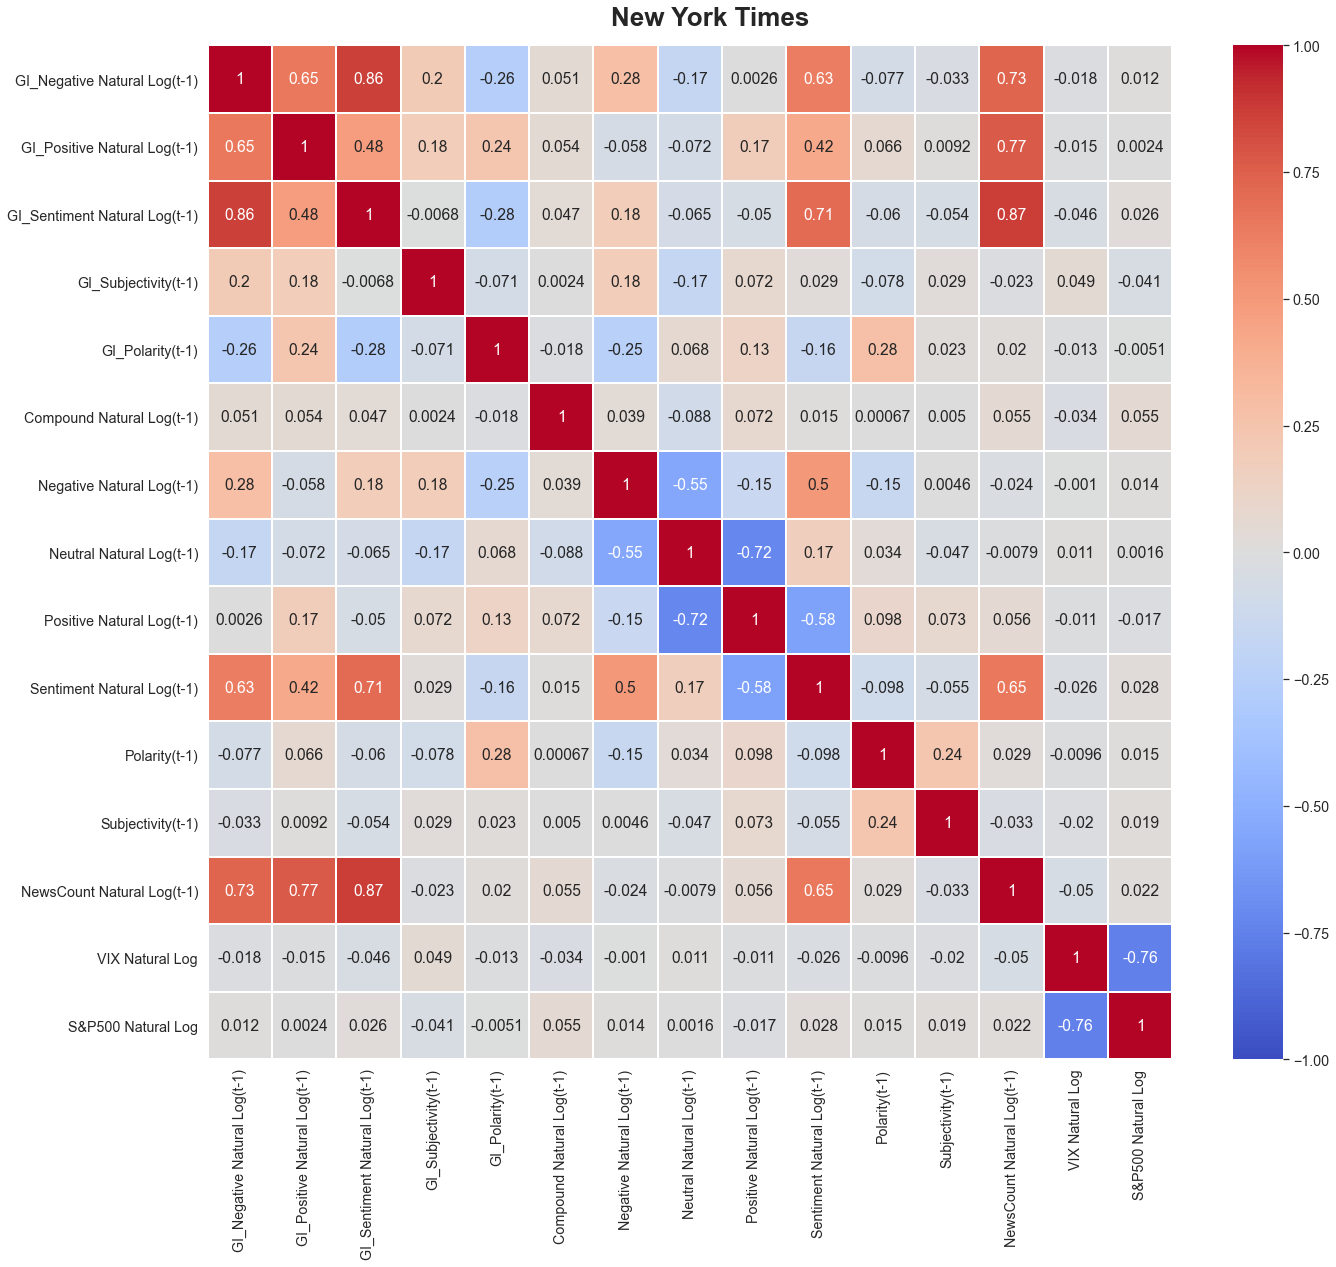 New York Times
GI_Negative Natural Log(t-1) 1 0.65 0.86 0.2 -0.26 0.051 0.28 -0.17 0.0026 0.63 -0.077 -0.033 0.73 -0.018 0.012
GI_Positive Natural Log(t-1) 0.65 1 0.48 0.18 0.24 0.054 -0.058 -0.072 0.17 0.42 0.066 0.0092 0.77 -0.015 0.0024
GI_Sentiment Natural Log(t-1) 0.86 0.48 1 -0.0068 -0.28 0.047 0.18 -0.065 -0.05 0.71 -0.06 -0.054 0.87 -0.046 0.026
GI_Subjectivity(t-1) 0.2 0.18 -0.0068 1 -0.071 0.0024 0.18 -0.17 0.072 0.029 -0.078 0.029 -0.023 0.049 -0.041
GI_Polarity(t-1) -0.26 0.24 -0.28 -0.071 1 -0.018 -0.25 0.068 0.13 -0.16 0.28 0.023 0.02 -0.013 -0.0051
Compound Natural Log(t-1) 0.051 0.054 0.047 0.0024 -0.018 1 0.039 -0.088 0.072 0.015 0.00067 0.005 0.055 -0.034 0.055
Negative Natural Log(t-1) 0.28 -0.058 0.18 0.18 -0.25 0.039 1 -0.55 -0.15 0.5 -0.15 0.0046 -0.024 -0.001 0.014
Neutral Natural Log(t-1) -0.17 -0.072 -0.065 -0.17 0.068 -0.088 -0.55 1 -0.72 0.17 0.034 -0.047 -0.0079 0.011 0.0016
Positive Natural Log(t-1) 0.0026 0.17 -0.05 0.072 0.13 0.072 -0.15 -0.72 1 -0.58 0.098 0.073 0.056 -0.011 -0.017
Sentiment Natural Log(t-1) 0.63 0.42 0.71 0.029 -0.16 0.015 0.5 0.17 -0.58 1 -0.098 -0.055 0.65 -0.026 0.028
Polarity(t-1) -0.077 0.066 -0.06 -0.078 0.28 0.00067 -0.15 0.034 0.098 -0.098 1 0.24 0.029 -0.0096 0.015
Subjectivity(t-1) -0.033 0.0092 -0.054 0.029 0.023 0.005 0.0046 -0.047 0.073 -0.055 0.24 1 -0.033 -0.02 0.019
NewsCount Natural Log(t-1) 0.73 0.77 0.87 -0.023 0.02 0.055 -0.024 -0.0079 0.056 0.65 0.029 -0.033 1 -0.05 0.022
VIX Natural Log -0.018 -0.015 -0.046 0.049 -0.013 -0.034 -0.001 0.011 -0.011 -0.026 -0.0096 -0.02 -0.05 1 -0.76
S&P500 Natural Log 0.012 0.0024 0.026 -0.041 -0.0051 0.055 0.014 0.0016 -0.017 0.028 0.015 0.019 0.022 -0.76 1
GI_Negative Natural Log(t-1)
GI_Positive Natural Log(t-1)
GI_Sentiment Natural Log(t-1)
GI_Subjectivity(t-1)
GI_Polarity(t-1)
Compound Natural Log(t-1)
Negative Natural Log(t-1)
Neutral Natural Log(t-1)
Positive Natural Log(t-1)
Sentiment Natural Log(t-1)
Polarity(t-1)
Subjectivity(t-1)
NewsCount Natural Log(t-1)
VIX Natural Log
S&P500 Natural Log
1.00
0.75
0.50
0.25
0.00
−0.25
−0.50
−0.75
−1.00